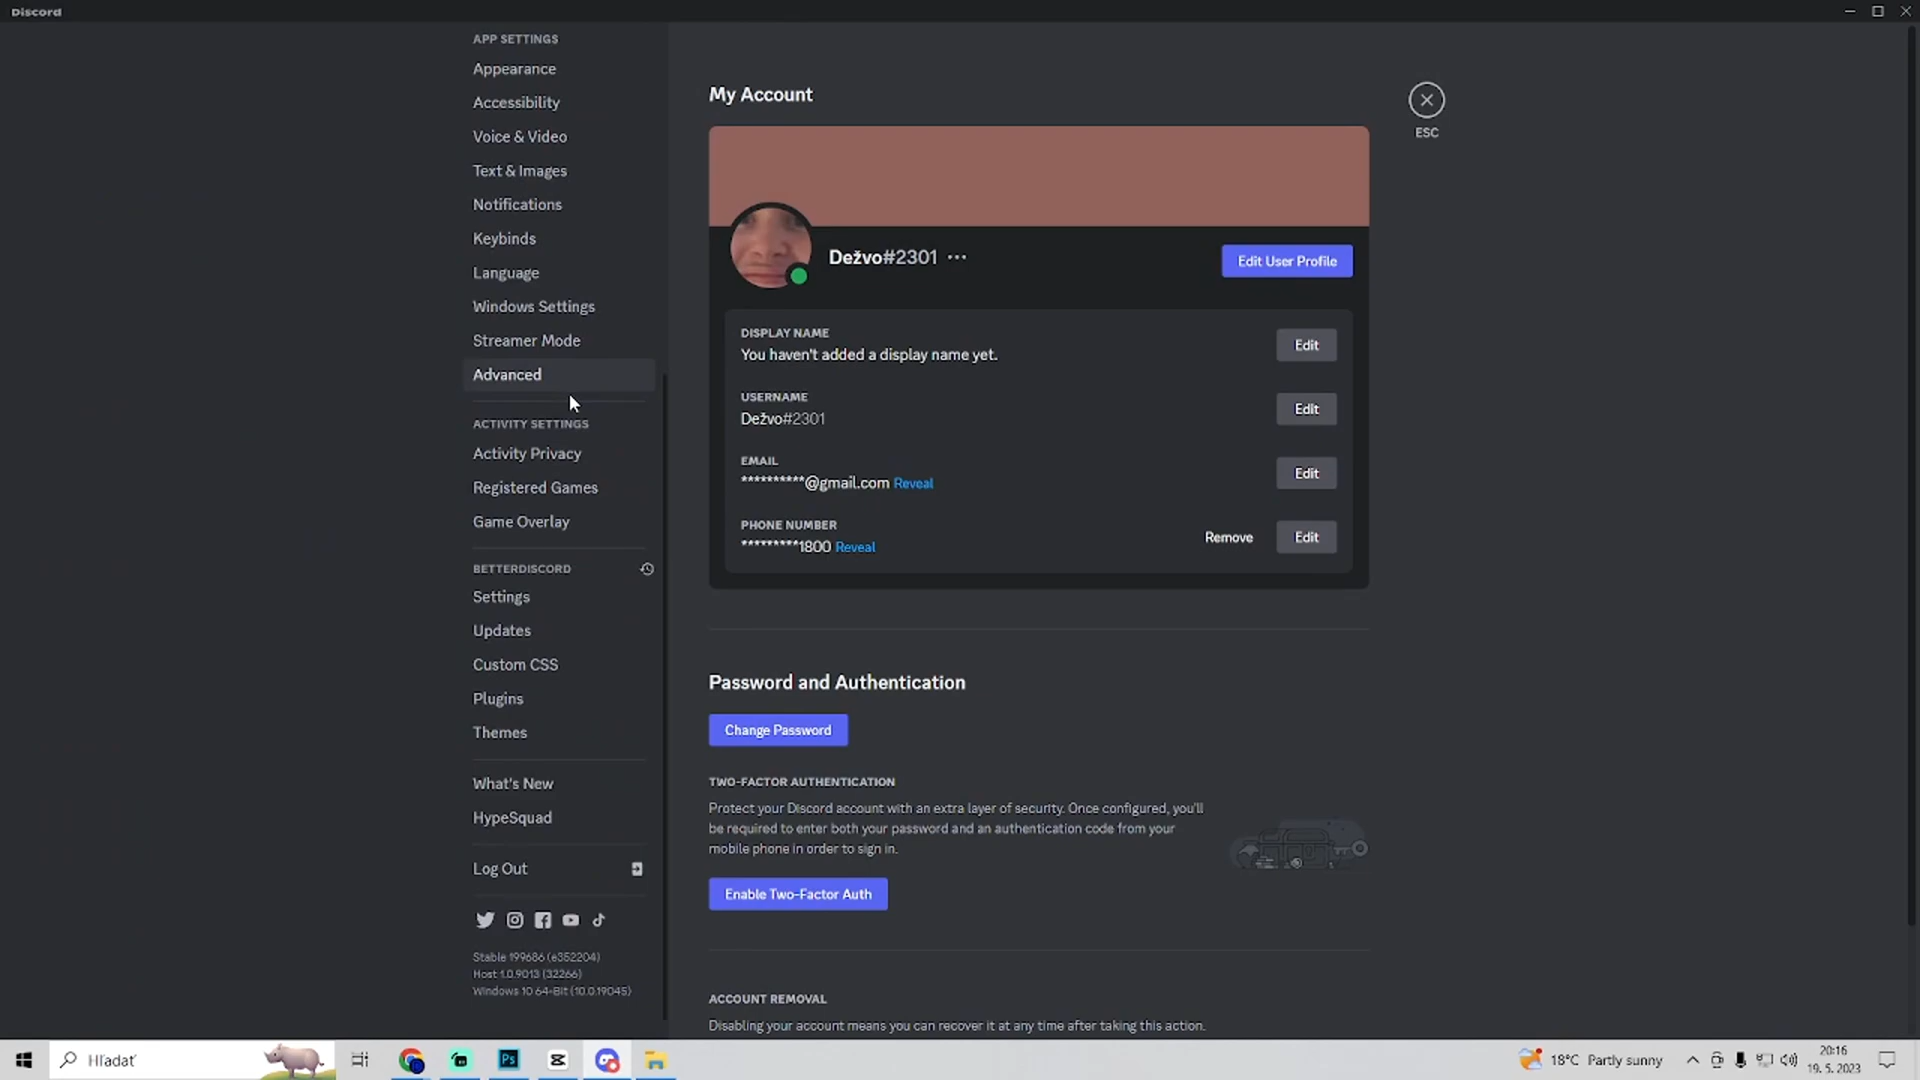 Discord
APP SETTINGS
Appearance
Accessibility
Voice & Video
Text & Images
Notifications
Keybinds
Language
Windows Settings
Streamer Mode
Advanced
ACTIVITY SETTINGS
Activity Privacy
Registered Games
Game Overlay
BETTERDISCORD
Settings
Updates
Custom CSS
Plugins
Themes
What's New
HypeSquad
Log Out
Stable 199686 (e352204)
Host 1.0.9013 (32266)
Windows 10 64-Bit (10.0.19045)
My Account
ESC
Dežvo#2301
Edit User Profile
DISPLAY NAME
You haven't added a display name yet.
Edit
USERNAME
Dežvo#2301
Edit
EMAIL
**********@gmail.com Reveal
Edit
PHONE NUMBER
*********1800 Reveal
Remove
Edit
Password and Authentication
Change Password
TWO-FACTOR AUTHENTICATION
Protect your Discord account with an extra layer of security. Once configured, you'll
be required to enter both your password and an authentication code from your
mobile phone in order to sign in.
Enable Two-Factor Auth
ACCOUNT REMOVAL
Disabling your account means you can recover it at any time after taking this action.
Hľadať
Ps
18°C Partly sunny
20:16
19. 5. 2023